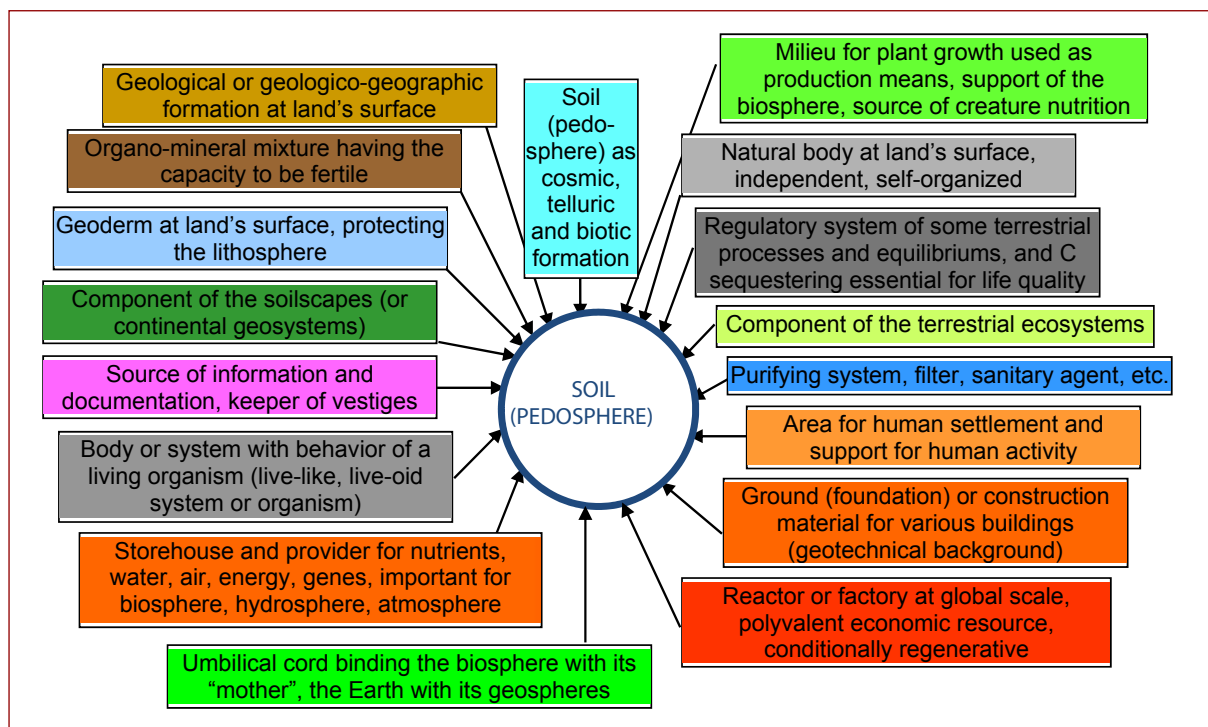 Geological or geologico-geographic
formation at land's surface
Organo-mineral mixture having the
capacity to be fertile
Geoderm at land's surface, protecting
the lithosphere
Component of the soilscapes (or
continental geosystems)
Source of information and
documentation, keeper of vestiges
Body or system with behavior of a
living organism (live-like, live-oid
system or organism)
Storehouse and provider for nutrients,
water, air, energy, genes, important for
biosphere, hydrosphere, atmosphere
Umbilical cord binding the biosphere with its
“mother”, the Earth with its geospheres
Soil
(pedo-
sphere) as
cosmic,
telluric
and biotic
formation
SOIL
(PEDOSPHERE)
Milieu for plant growth used as
production means, support of the
biosphere, source of creature nutrition
Natural body at land's surface,
independent, self-organized
Regulatory system of some terrestrial
processes and equilibriums, and C
sequestering essential for life quality
Component of the terrestrial ecosystems
Purifying system, filter, sanitary agent, etc.
Area for human settlement and
support for human activity
Ground (foundation) or construction
material for various buildings
(geotechnical background)
Reactor or factory at global scale,
polyvalent economic resource,
conditionally regenerative